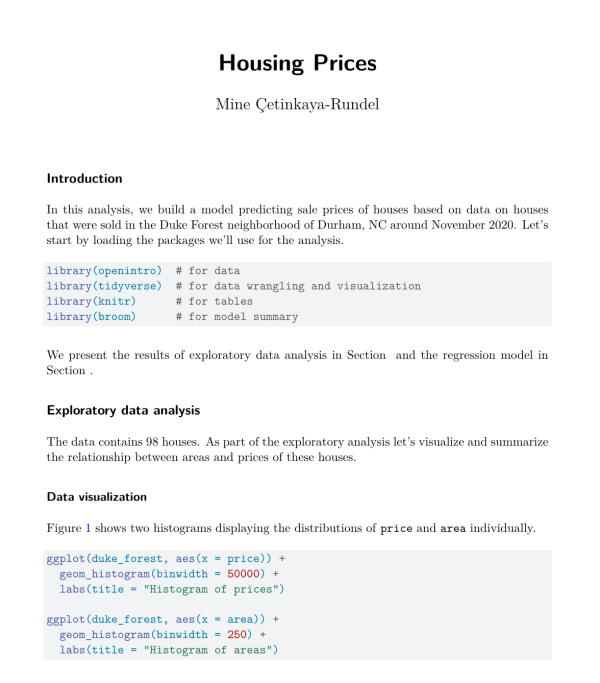 Housing Prices
Mine Çetinkaya-Rundel
Introduction
In this analysis, we build a model predicting sale prices of houses based on data on houses
that were sold in the Duke Forest neighborhood of Durham, NC around November 2020. Let's
start by loading the packages we'll use for the analysis.
library(openintro)  # for data
library(tidyverse)  # for data wrangling and visualization
library(knitr)      # for tables
library(broom)      # for model summary
We present the results of exploratory data analysis in Section  and the regression model in
Section .
Exploratory data analysis
The data contains 98 houses. As part of the exploratory analysis let's visualize and summarize
the relationship between areas and prices of these houses.
Data visualization
Figure 1 shows two histograms displaying the distributions of price and area individually.
ggplot(duke_forest, aes(x = price)) +
  geom_histogram(binwidth = 50000) +
  labs(title = "Histogram of prices")
ggplot(duke_forest, aes(x = area)) +
  geom_histogram(binwidth = 250) +
  labs(title = "Histogram of areas")